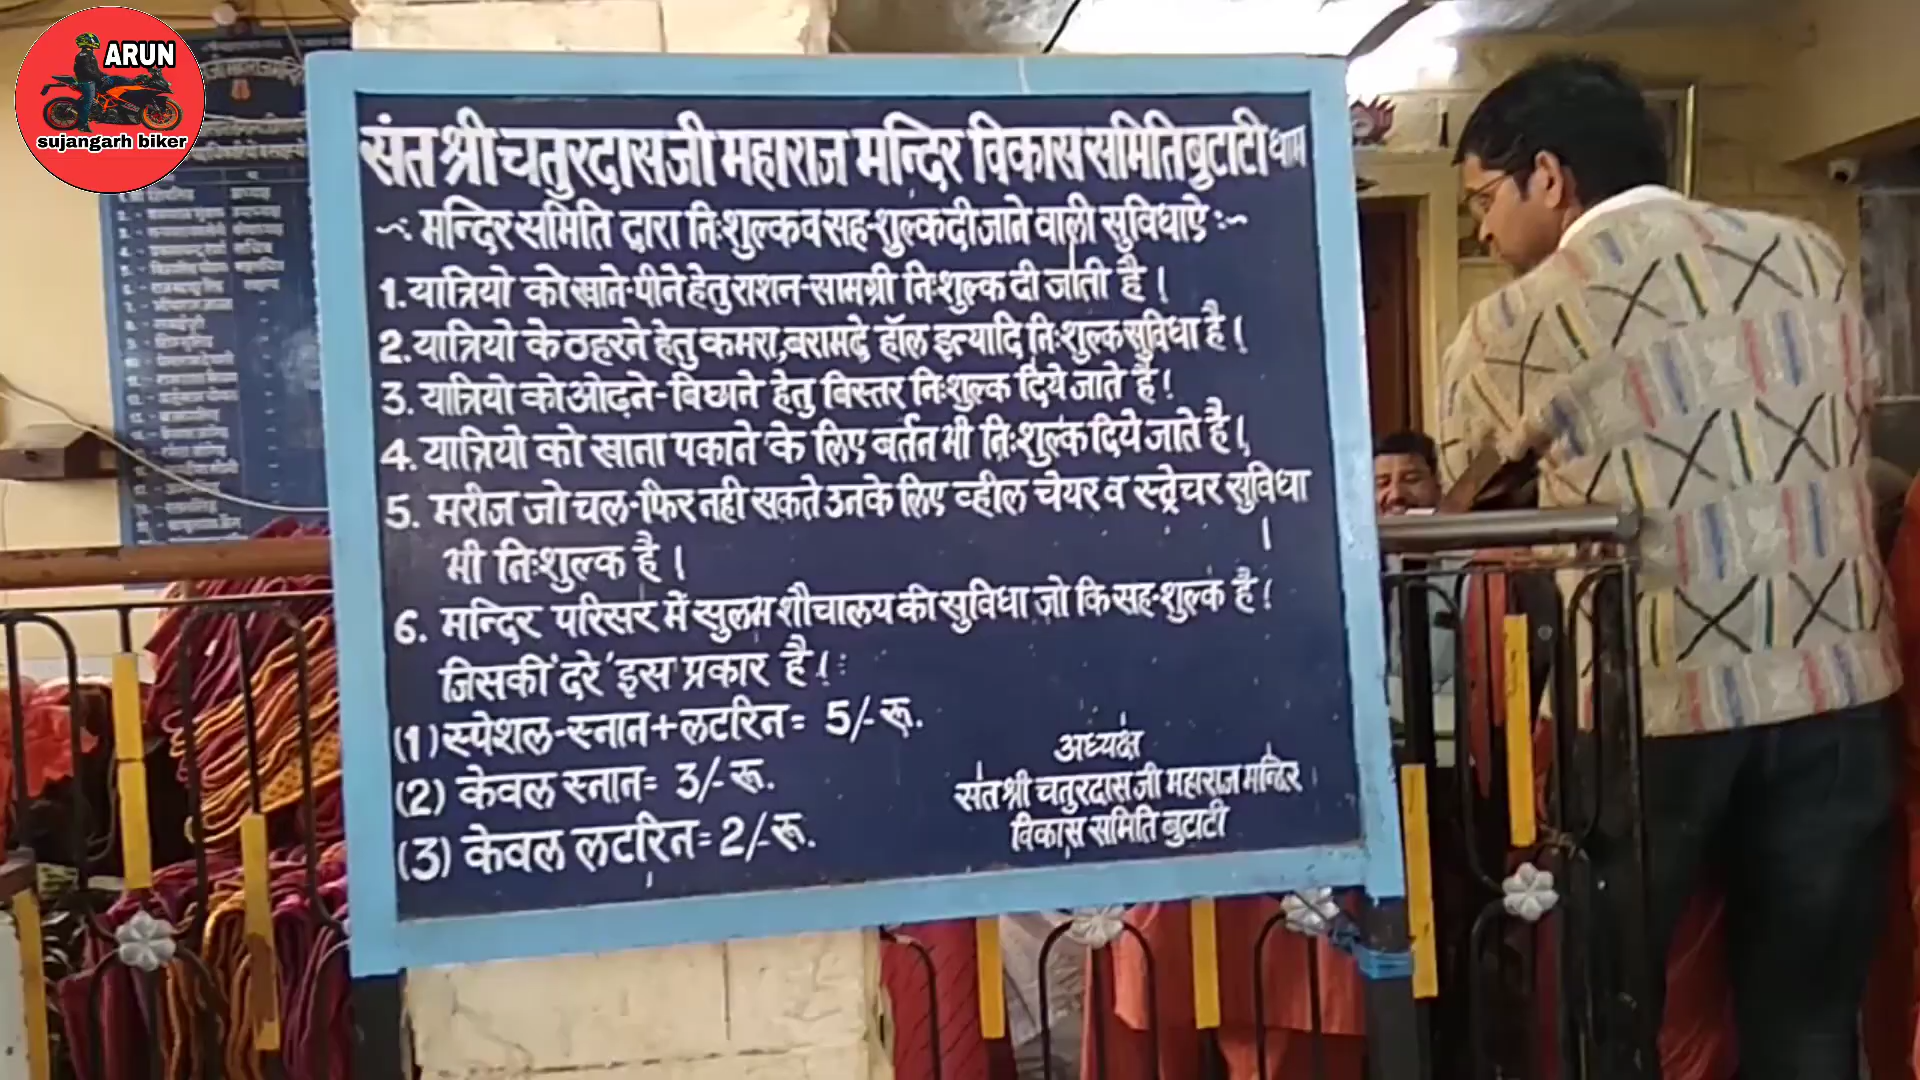 ARUN
sujangarh biker
संत श्री चतुरदास जी महाराज मन्दिर विकास समिति बुटाटी धाम
मन्दिर समिति द्वारा निःशुल्क व सह-शुल्क दी जाने वाली सुविधाऐ :~
1. यात्रियो को खाने-पीने हेतु राशन-सामग्री निःशुल्क दी जाती है।
2. यात्रियो के ठहरने हेतु कमरा, बरामदे हॉल इत्यादि निःशुल्क सुविधा है।
3. यात्रियो को ओढ़ने-बिछाने हेतु बिस्तर निःशुल्क दिये जाते है।
4. यात्रियो को खाना पकाने के लिए बर्तन भी निःशुल्क दिये जाते है।
5. मरीज जो चल-फिर नही सकते उनके लिए व्हील चेयर व स्ट्रेचर सुविधा
भी निःशुल्क है।
6. मन्दिर परिसर में सुलभ शौचालय की सुविधा जो कि सह-शुल्क है।
जिसकी दरे इस प्रकार है।:
(1) स्पेशल-स्नान+लटरिन= 5/- रू.
(2) केवल स्नान= 3/- रू.
(3) केवल लटरिन= 2/- रू.
अध्यक्ष
संत श्री चतुरदास जी महाराज मन्दिर
विकास समिति बुटाटी